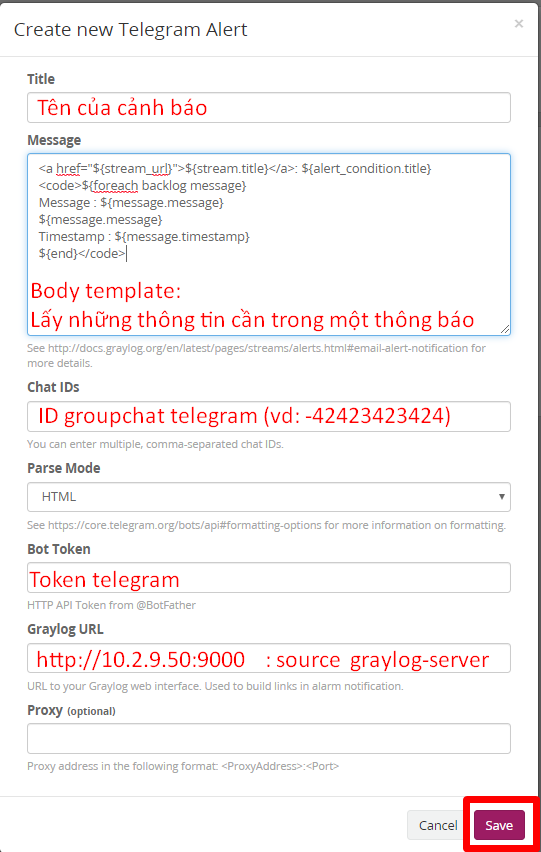 Create new Telegram Alert
×
Title
Tên của cảnh báo
Message
<a href="${stream_url}">${stream.title}</a>: ${alert_condition.title}
<code>${foreach backlog message}
Message : ${message.message}
${message.message}
Timestamp : ${message.timestamp}
${end}</code>
Body template:
Lấy những thông tin cần trong một thông báo
See http://docs.graylog.org/en/latest/pages/streams/alerts.html#email-alert-notification for
more details.
Chat IDs
ID groupchat telegram (vd: -42423423424)
You can enter multiple, comma-separated chat IDs.
Parse Mode
HTML
See https://core.telegram.org/bots/api#formatting-options for more information on formatting.
Bot Token
Token telegram
HTTP API Token from @BotFather
Graylog URL
http://10.2.9.50:9000 : source graylog-server
URL to your Graylog web interface. Used to build links in alarm notification.
Proxy (optional)
Proxy address in the following format: <ProxyAddress>:<Port>
Cancel Save